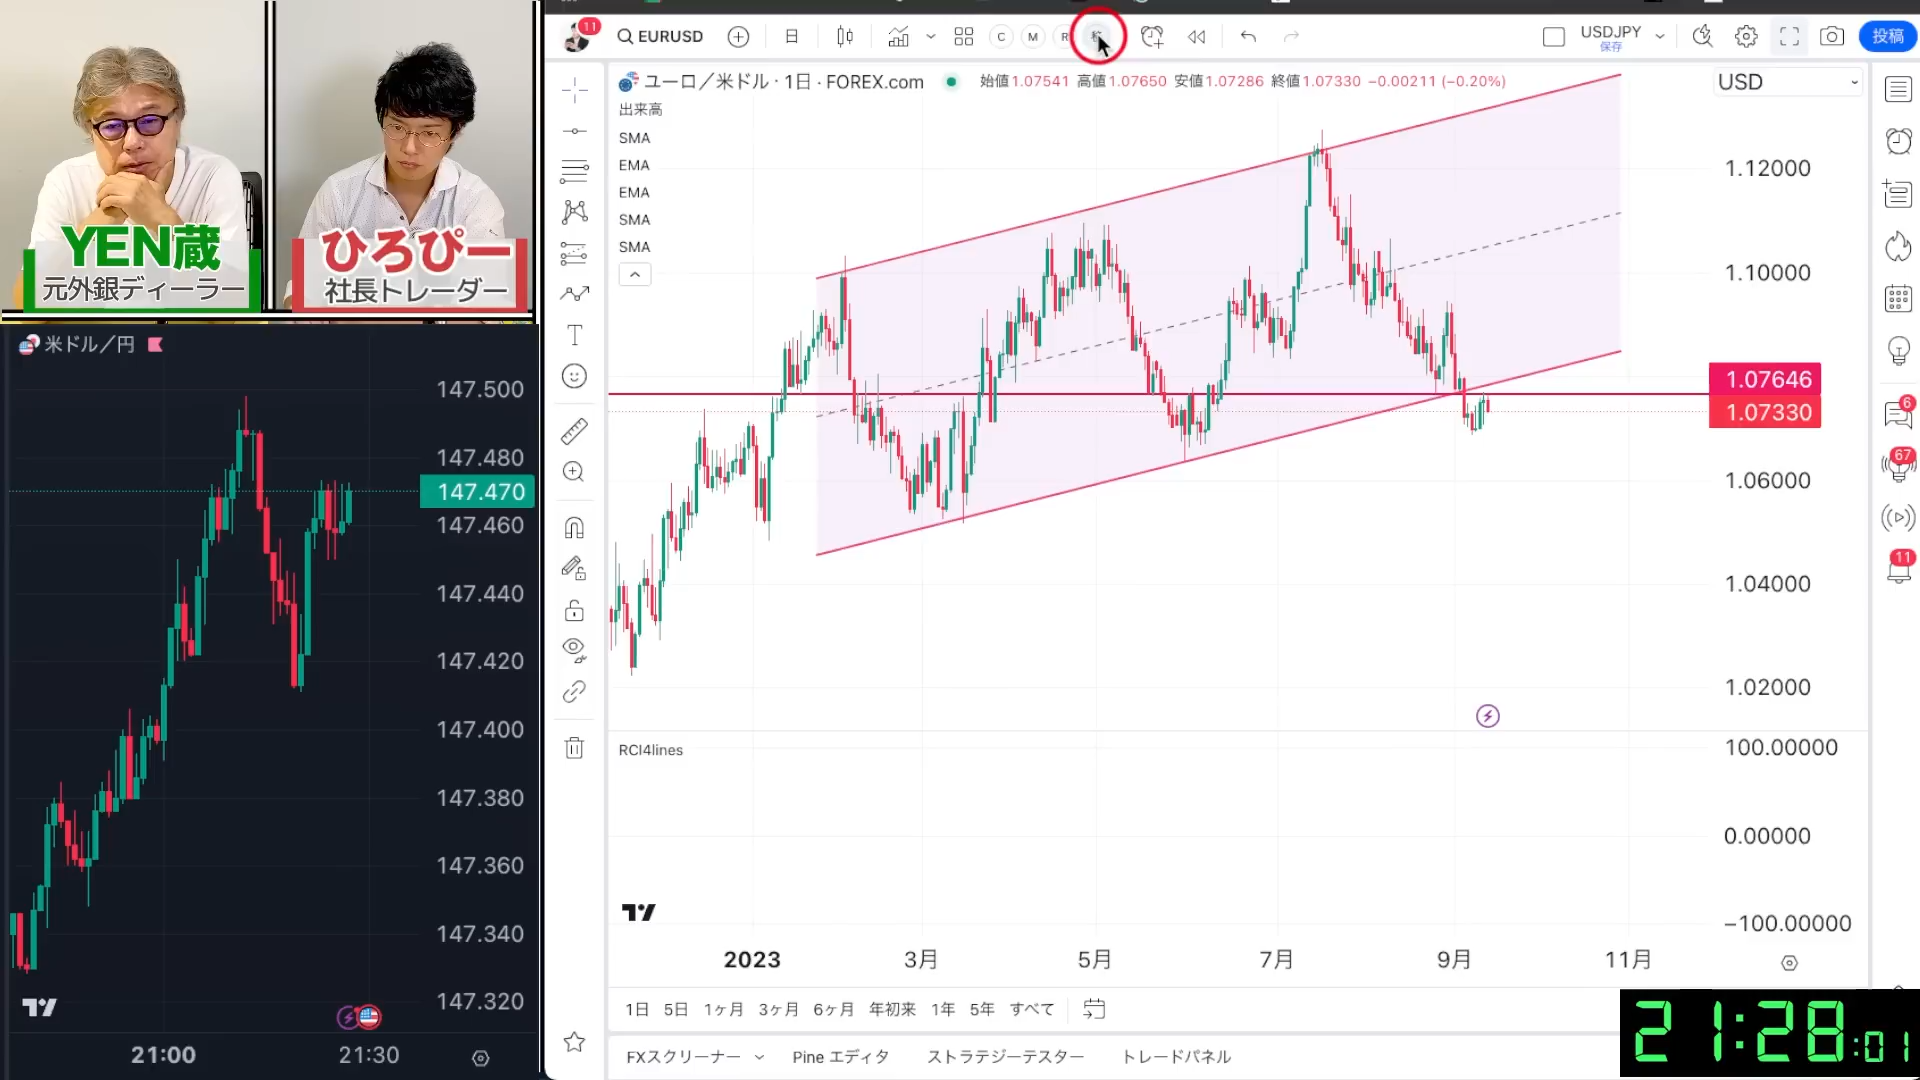 YEN蔵
元外銀ディーラー
ひろぴー
社長トレーダー
米ドル／円
147.500
147.480
147.470
147.460
147.440
147.420
147.400
147.380
147.360
147.340
147.320
21:00
21:30
11
EURUSD
日
C
M
R
USDJPY
保存
投稿
ユーロ／米ドル · 1日 · FOREX.com
始値1.07541 高値1.07650 安値1.07286 終値1.07330 −0.00211 (−0.20%)
USD
出来高
SMA
EMA
EMA
SMA
SMA
1.12000
1.10000
1.07646
1.07330
1.06000
1.04000
1.02000
RCI4lines
100.00000
0.00000
−100.00000
2023
3月
5月
7月
9月
11月
1日 5日 1ヶ月 3ヶ月 6ヶ月 年初来 1年 5年 すべて
FXスクリーナー
Pine エディタ
ストラテジーテスター
トレードパネル
6
67
11
21:28:01